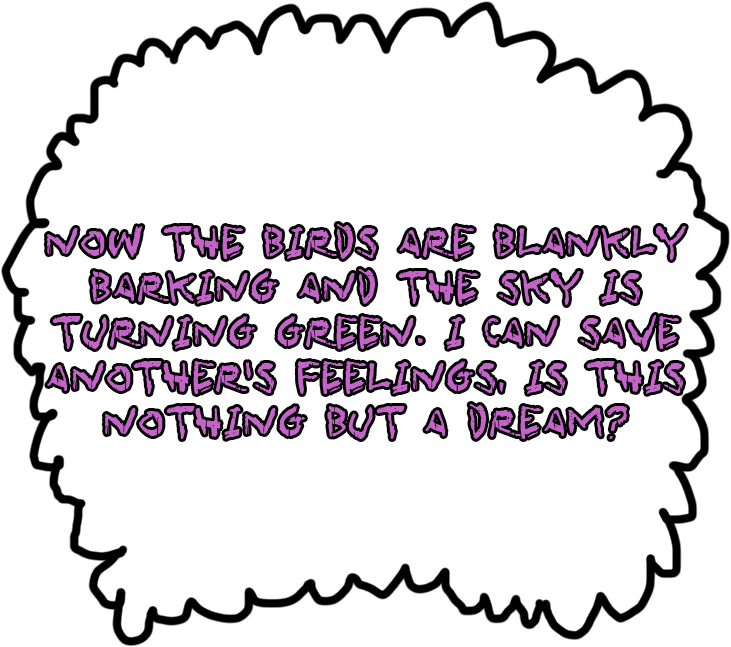 NOW THE BIRDS ARE BLANKLY
BARKING AND THE SKY IS
TURNING GREEN. I CAN SAVE
ANOTHER'S FEELINGS. IS THIS
NOTHING BUT A DREAM?